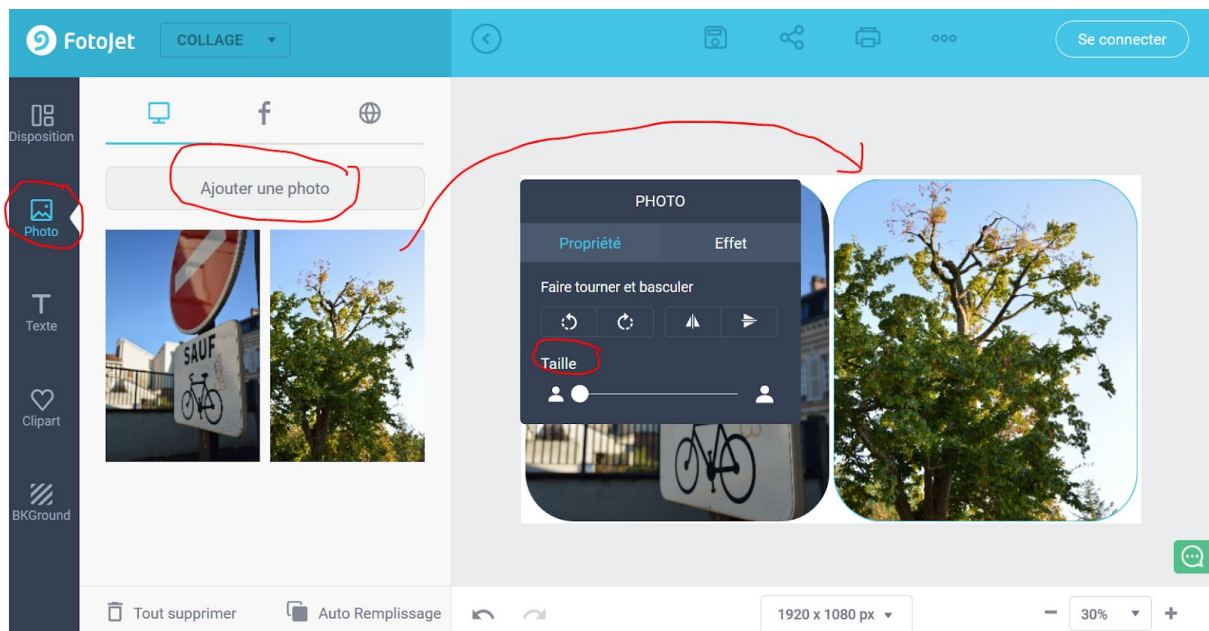 FotoJet
COLLAGE
Se connecter
Disposition
Photo
Texte
Clipart
BKGround
Ajouter une photo
SAUF
PHOTO
Propriété
Effet
Faire tourner et basculer
Taille
Tout supprimer
Auto Remplissage
1920 x 1080 px
30%